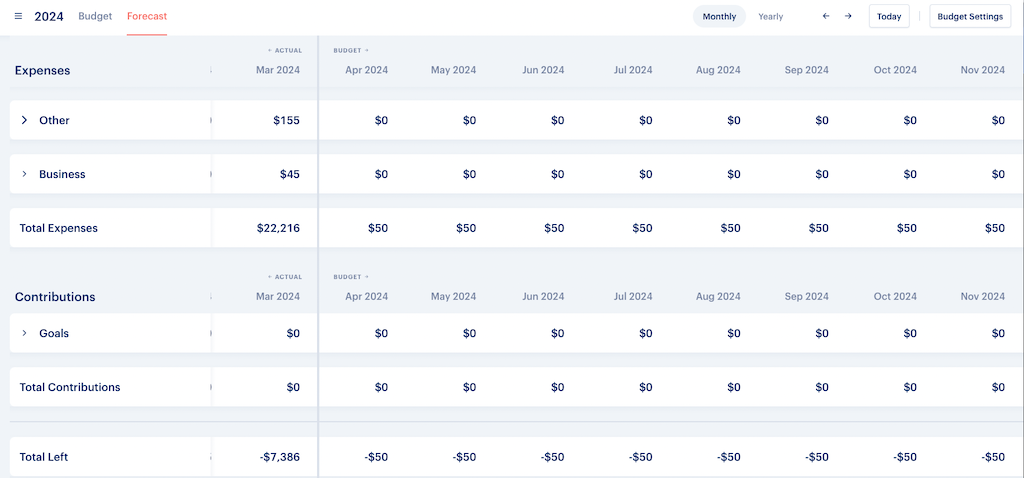 2024 Budget Forecast Monthly Yearly ← → Today Budget Settings
← ACTUAL BUDGET →
Expenses Mar 2024 Apr 2024 May 2024 Jun 2024 Jul 2024 Aug 2024 Sep 2024 Oct 2024 Nov 2024
Other $155 $0 $0 $0 $0 $0 $0 $0 $0
Business $45 $0 $0 $0 $0 $0 $0 $0 $0
Total Expenses $22,216 $50 $50 $50 $50 $50 $50 $50 $50
← ACTUAL BUDGET →
Contributions Mar 2024 Apr 2024 May 2024 Jun 2024 Jul 2024 Aug 2024 Sep 2024 Oct 2024 Nov 2024
Goals $0 $0 $0 $0 $0 $0 $0 $0 $0
Total Contributions $0 $0 $0 $0 $0 $0 $0 $0 $0
Total Left -$7,386 -$50 -$50 -$50 -$50 -$50 -$50 -$50 -$50